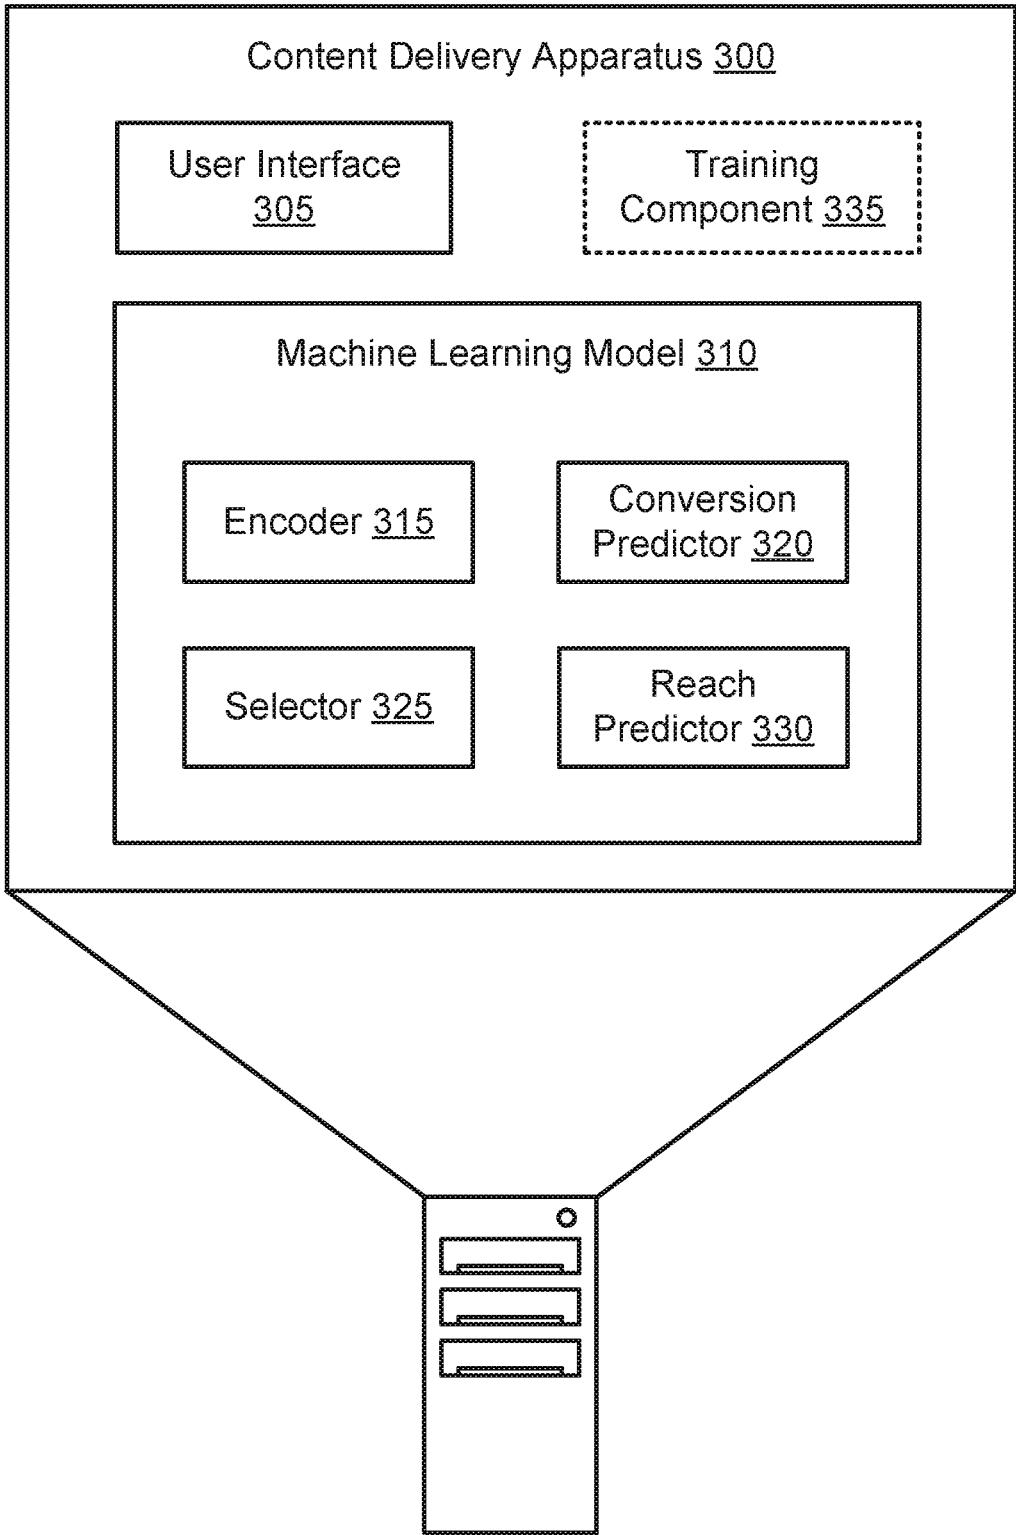 Content Delivery Apparatus 300
User Interface
305
Training
Component 335
Machine Learning Model 310
Encoder 315
Conversion
Predictor 320
Selector 325
Reach
Predictor 330